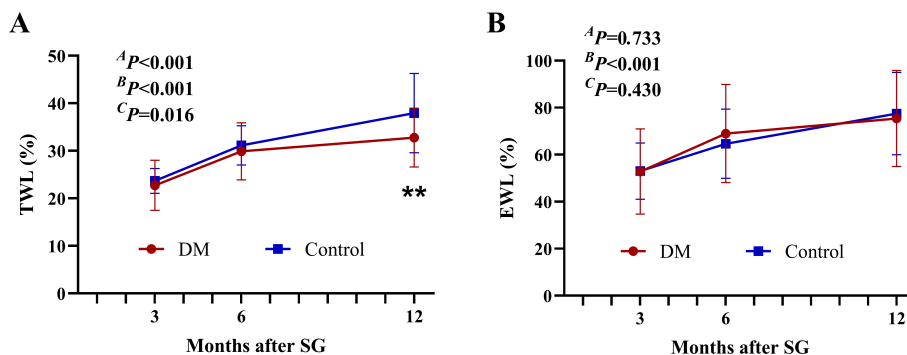 A
ᴬP<0.001
ᴮP<0.001
ᶜP=0.016
TWL (%)
50
40
30
20
10
0
**
DM
Control
3
6
12
Months after SG
B
ᴬP=0.733
ᴮP<0.001
ᶜP=0.430
EWL (%)
100
80
60
40
20
0
DM
Control
3
6
12
Months after SG